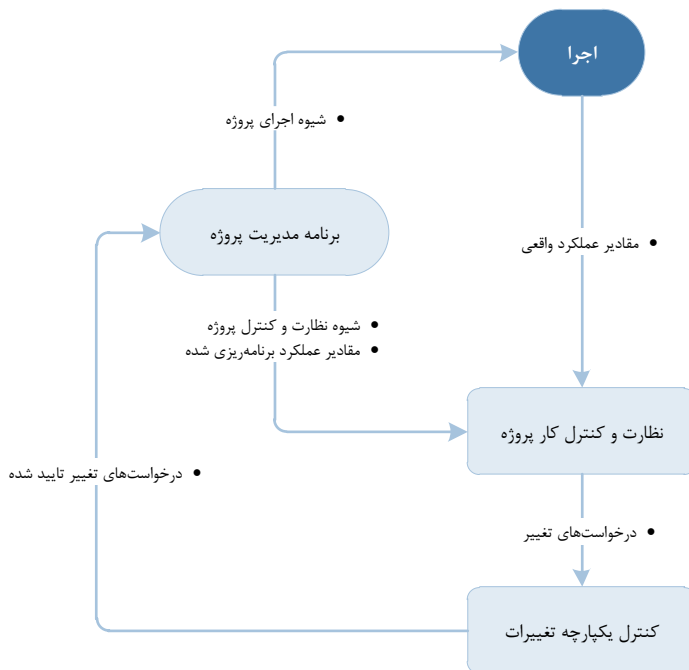 اجرا
• شیوه اجرای پروژه
برنامه مدیریت پروژه
• مقادیر عملکرد واقعی
• شیوه نظارت و کنترل پروژه
• مقادیر عملکرد برنامه‌ریزی شده
نظارت و کنترل کار پروژه
• درخواست‌های تغییر تایید شده
• درخواست‌های تغییر
کنترل یکپارچه تغییرات